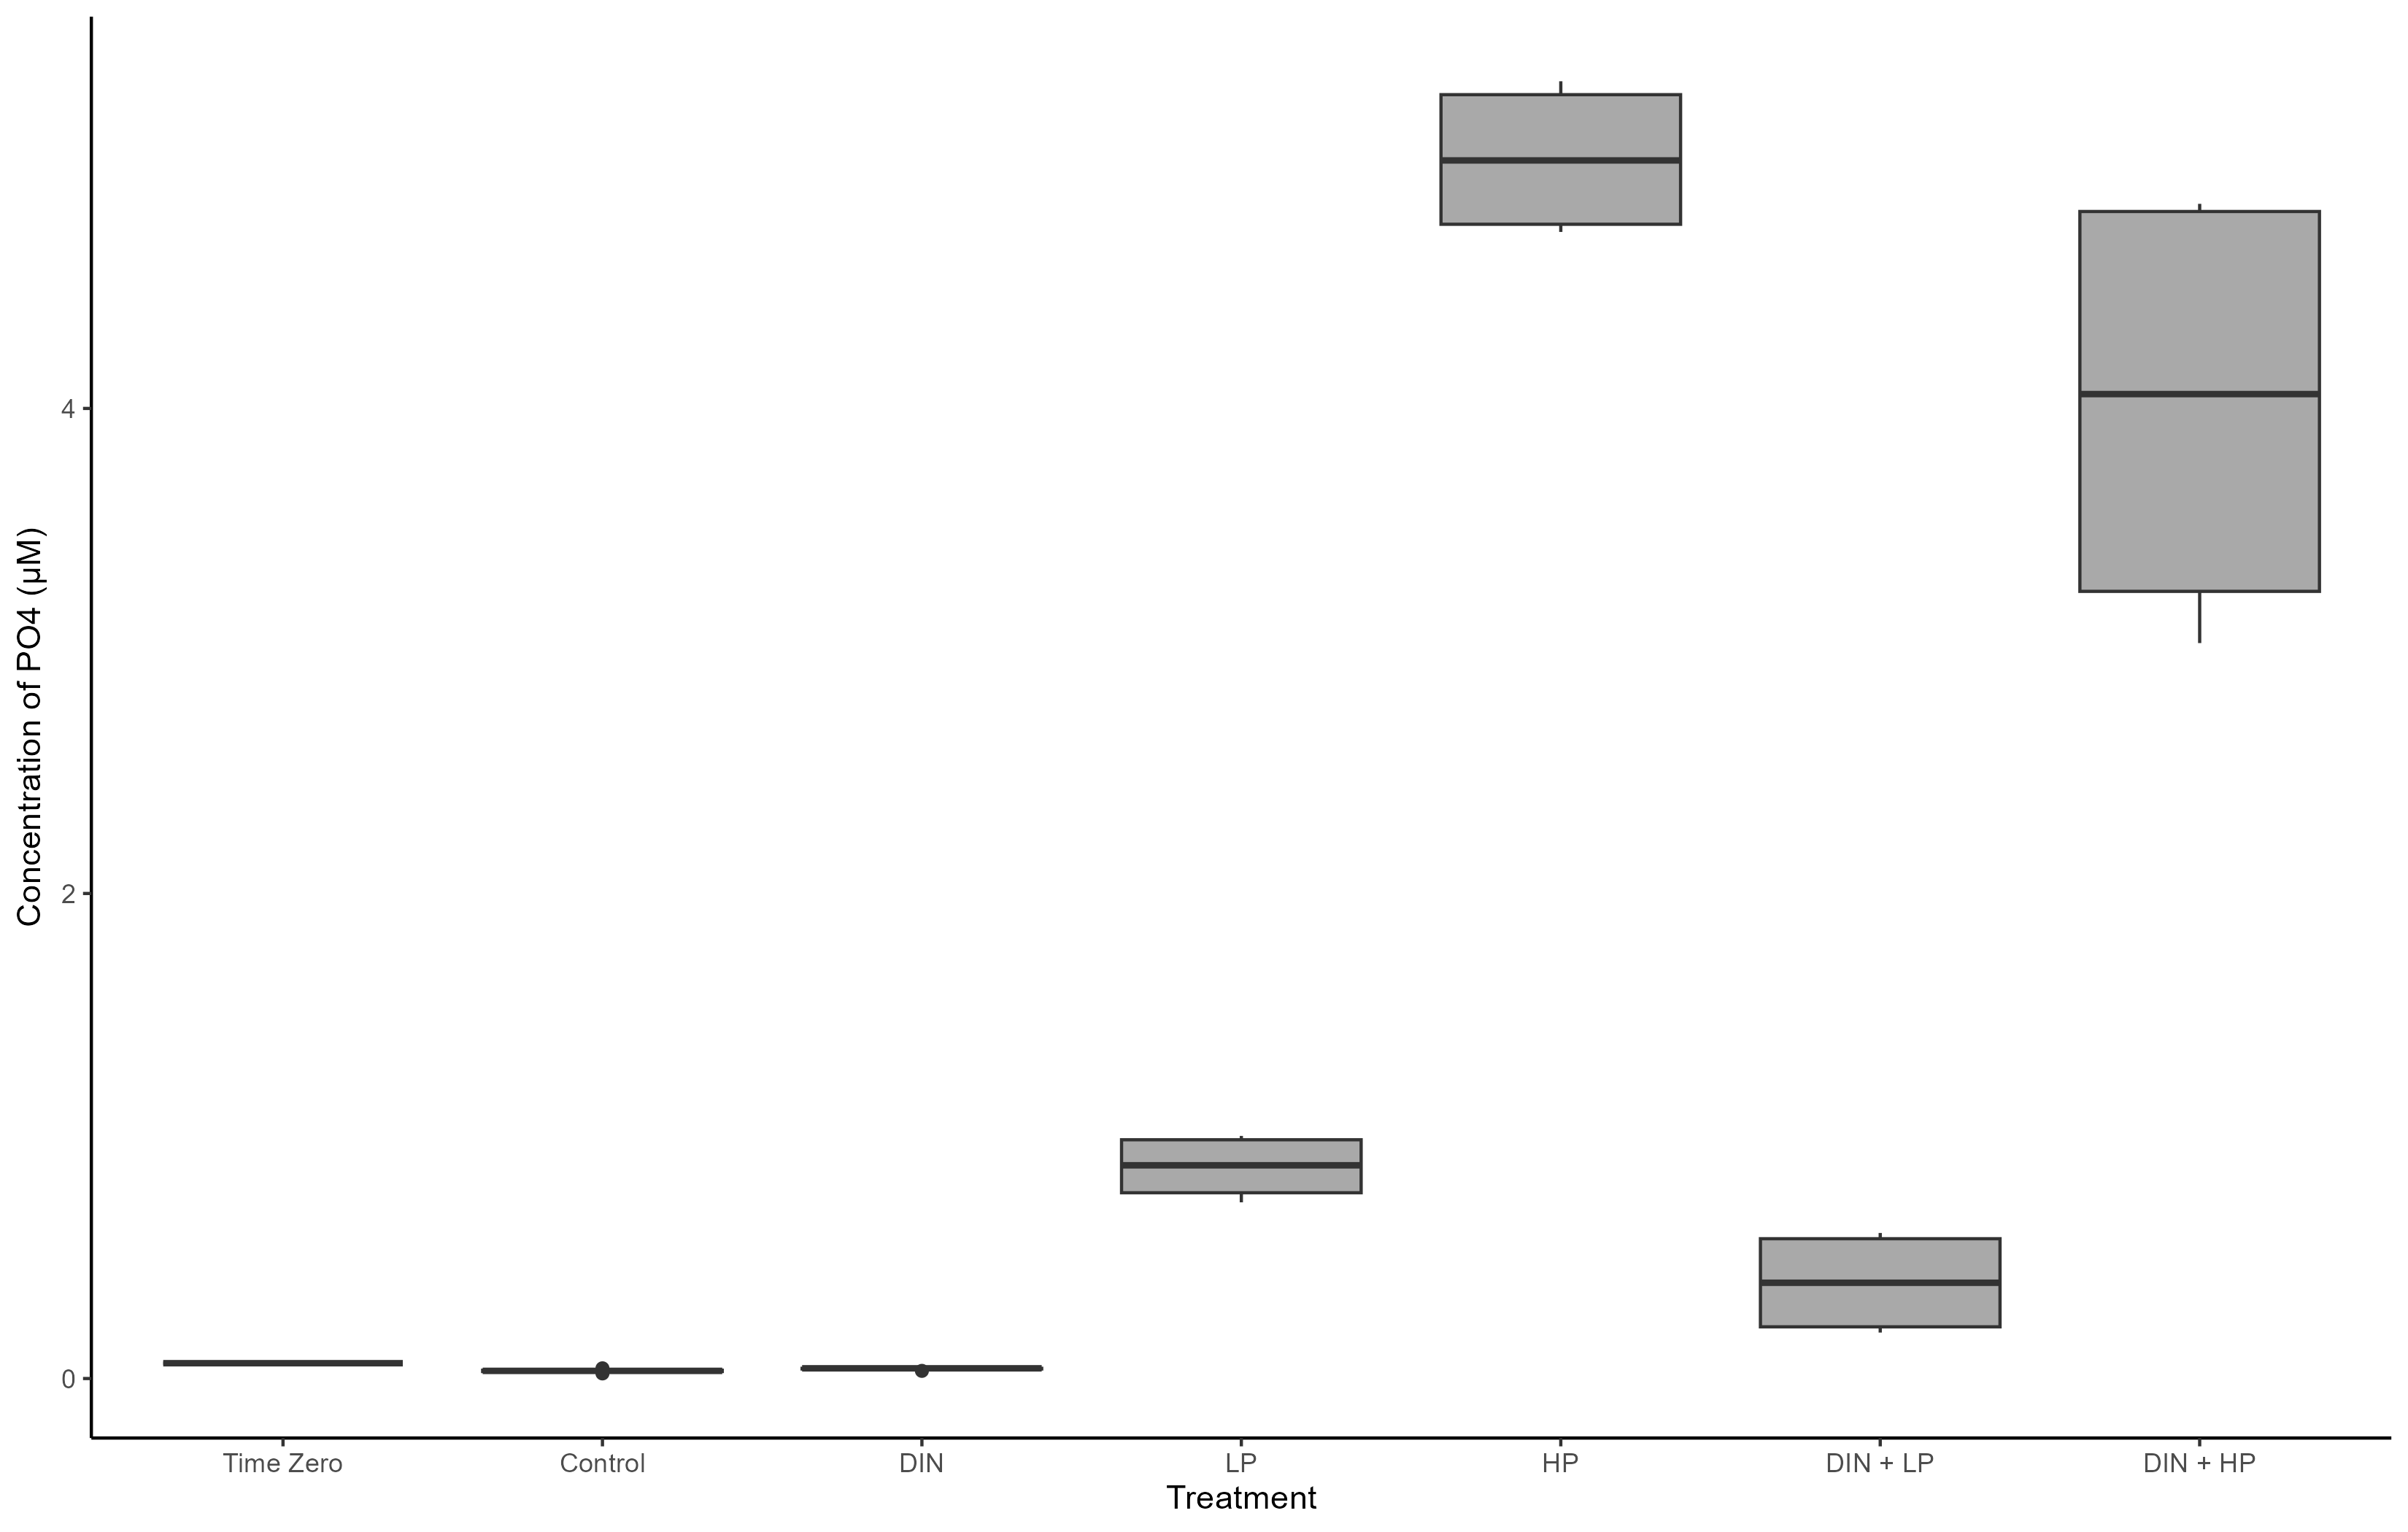 Concentration of PO4 (µM)
4
2
0
Time Zero Control DIN LP HP DIN + LP DIN + HP
Treatment